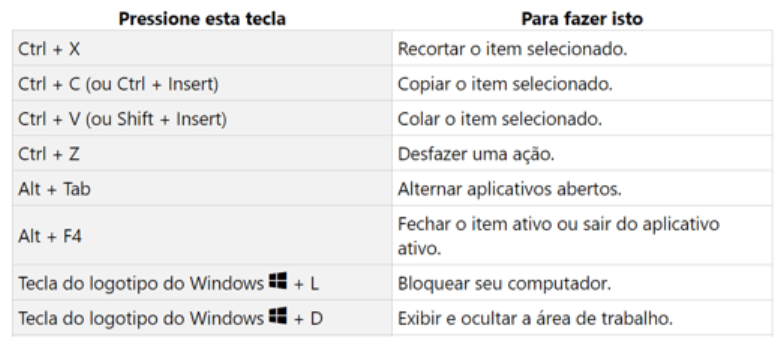 Pressione esta tecla Para fazer isto
Ctrl + X Recortar o item selecionado.
Ctrl + C (ou Ctrl + Insert) Copiar o item selecionado.
Ctrl + V (ou Shift + Insert) Colar o item selecionado.
Ctrl + Z Desfazer uma ação.
Alt + Tab Alternar aplicativos abertos.
Alt + F4 Fechar o item ativo ou sair do aplicativo
ativo.
Tecla do logotipo do Windows + L Bloquear seu computador.
Tecla do logotipo do Windows + D Exibir e ocultar a área de trabalho.